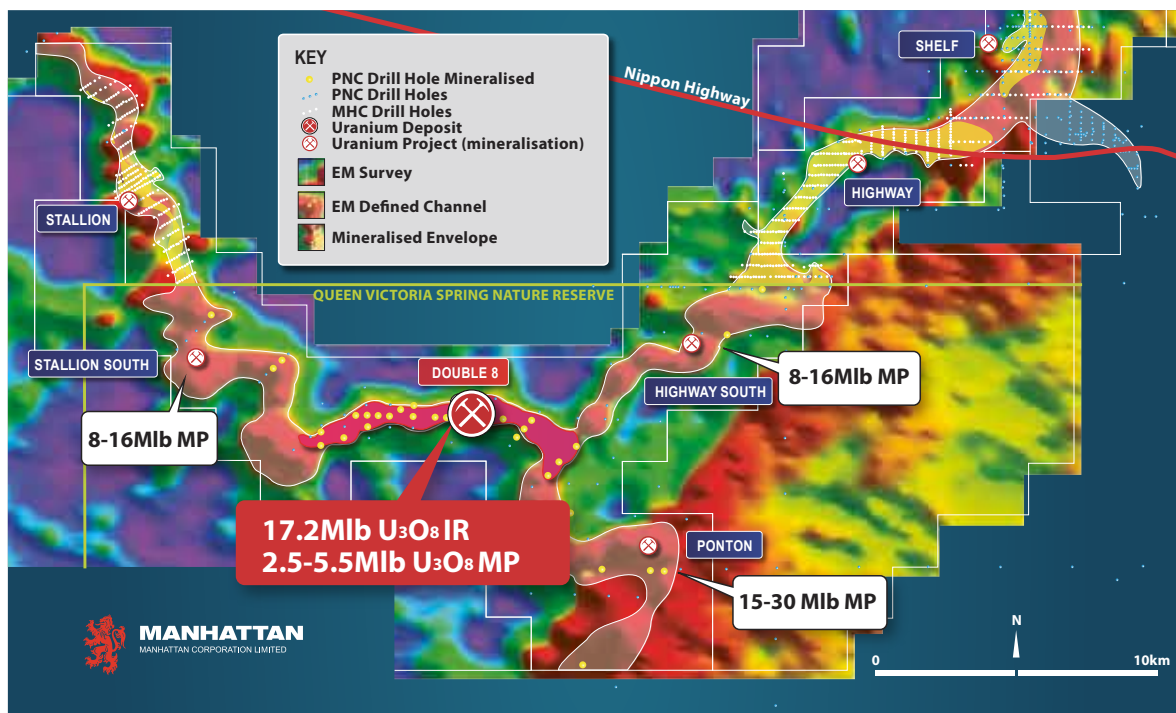 KEY
PNC Drill Hole Mineralised
PNC Drill Holes
MHC Drill Holes
Uranium Deposit
Uranium Project (mineralisation)
EM Survey
EM Defined Channel
Mineralised Envelope
SHELF
Nippon Highway
HIGHWAY
STALLION
QUEEN VICTORIA SPRING NATURE RESERVE
STALLION SOUTH
8-16Mlb MP
DOUBLE 8
HIGHWAY SOUTH
8-16Mlb MP
17.2Mlb U₃O₈ IR
2.5-5.5Mlb U₃O₈ MP
PONTON
15-30 Mlb MP
MANHATTAN
MANHATTAN CORPORATION LIMITED
N
0 10km